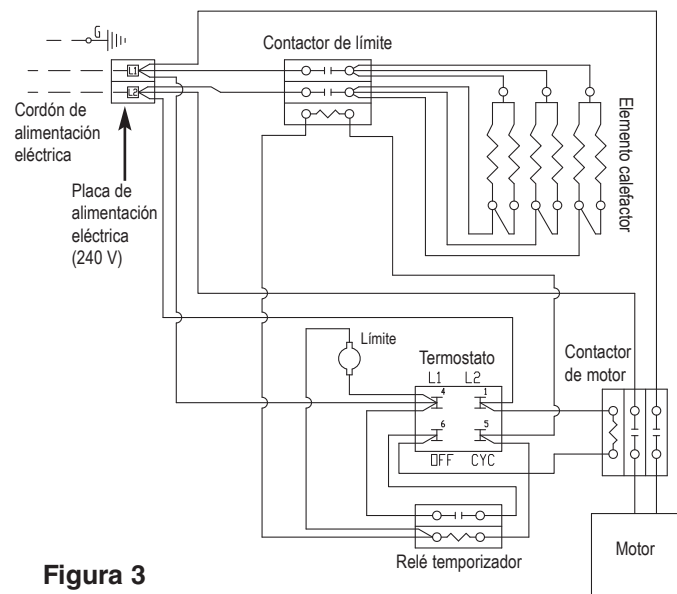 G
Contactor de límite
L1
L2
Cordón de
alimentación
eléctrica
Placa de
alimentación
eléctrica
(240 V)
Elemento calefactor
Límite
Termostato
L1 L2
4 1
6 5
OFF CYC
Contactor
de motor
Relé temporizador
Motor
Figura 3